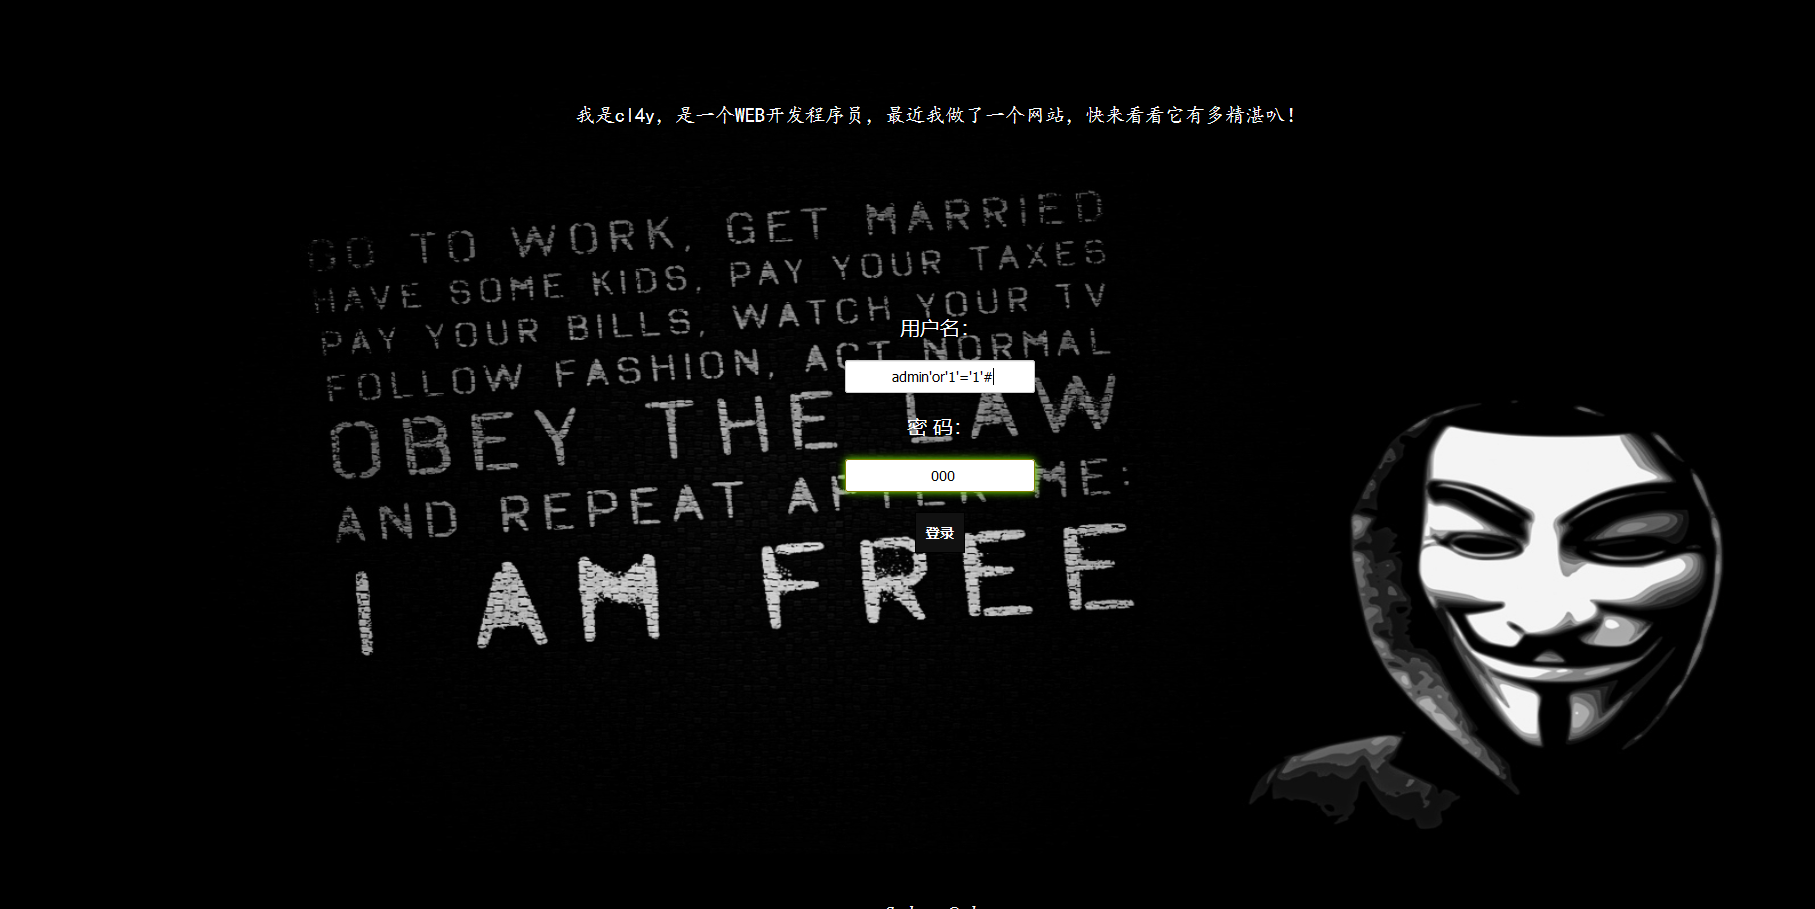 我是cl4y，是一个WEB开发程序员，最近我做了一个网站，快来看看它有多精湛叭！
GO TO WORK, GET MARRIED
HAVE SOME KIDS, PAY YOUR TAXES
PAY YOUR BILLS, WATCH YOUR TV
FOLLOW FASHION, ACT NORMAL
OBEY THE LAW
AND REPEAT AFTER ME:
I AM FREE
用户名：
admin'or'1'='1'#
密 码：
000
登录